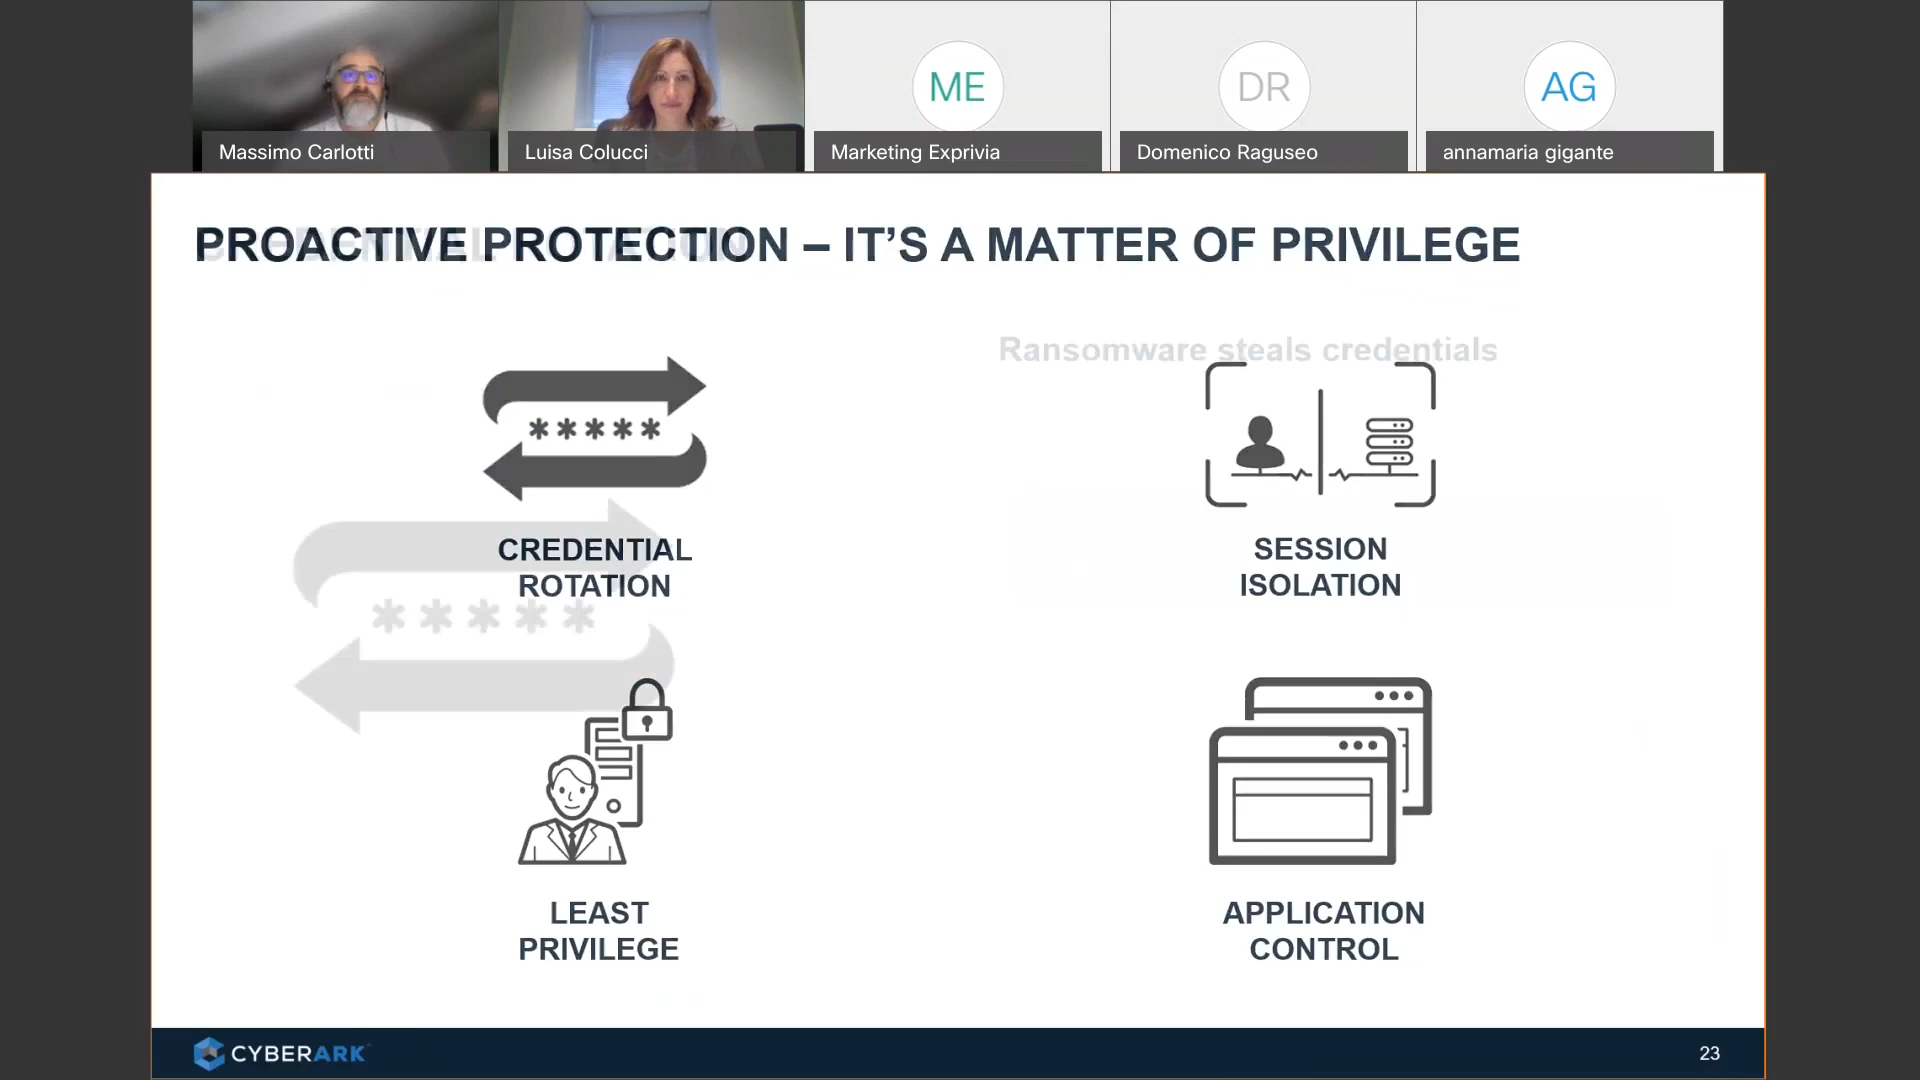 ME
DR
AG
Massimo Carlotti
Luisa Colucci
Marketing Exprivia
Domenico Raguseo
annamaria gigante
PROACTIVE PROTECTION – IT’S A MATTER OF PRIVILEGE
Ransomware steals credentials
*****
CREDENTIAL
ROTATION
SESSION
ISOLATION
*****
LEAST
PRIVILEGE
APPLICATION
CONTROL
CYBERARK
23